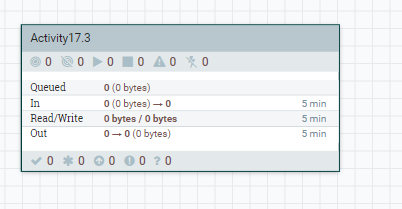 Activity17.3
0 0 0 0 0 0
Queued 0 (0 bytes)
In 0 (0 bytes) → 0 5 min
Read/Write 0 bytes / 0 bytes 5 min
Out 0 → 0 (0 bytes) 5 min
0 0 0 0 ? 0